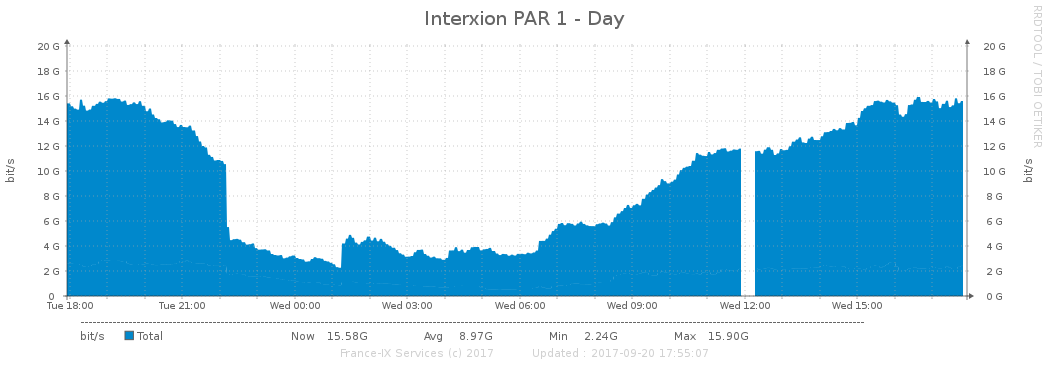 Interxion PAR 1 - Day
RRDTOOL / TOBI OETIKER
20 G 20 G
18 G 18 G
16 G 16 G
14 G 14 G
12 G 12 G
10 G 10 G
8 G 8 G
6 G 6 G
4 G 4 G
2 G 2 G
0 0 G
bit/s
bit/s
Tue 18:00 Tue 21:00 Wed 00:00 Wed 03:00 Wed 06:00 Wed 09:00 Wed 12:00 Wed 15:00
bit/s Total Now 15.58G Avg 8.97G Min 2.24G Max 15.90G
France-IX Services (c) 2017 Updated : 2017-09-20 17:55:07